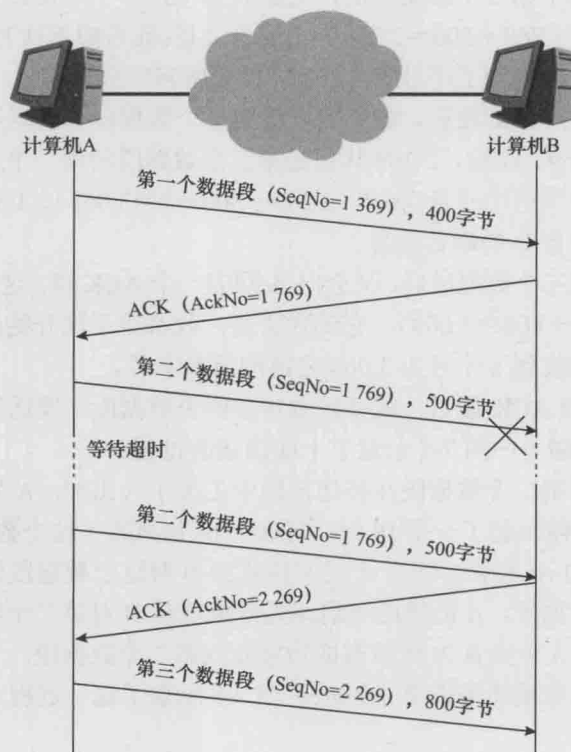 计算机A
计算机B
第一个数据段（SeqNo=1 369），400字节
ACK（AckNo=1 769）
第二个数据段（SeqNo=1 769），500字节
等待超时
第二个数据段（SeqNo=1 769），500字节
ACK（AckNo=2 269）
第三个数据段（SeqNo=2 269），800字节